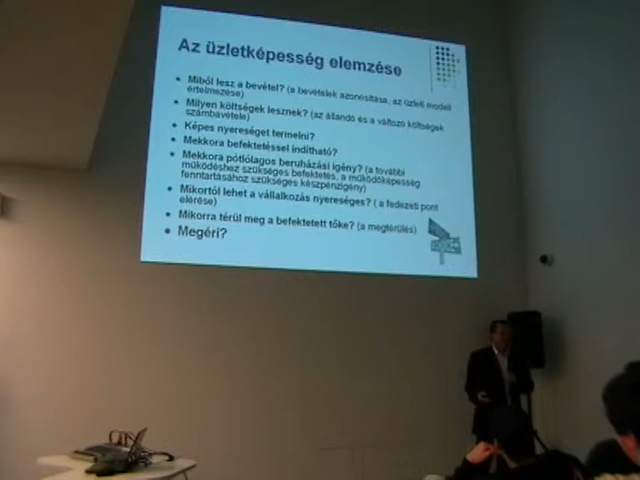 Az üzletképesség elemzése
• Miből lesz a bevétel? (a bevételek azonosítása, az üzleti modell
értelmezése)
• Milyen költségek lesznek? (az állandó és a változó költségek
számbavétele)
• Képes nyereséget termelni?
• Mekkora befektetéssel indítható?
• Mekkora pótlólagos beruházási igény? (a további
működéshez szükséges befektetés, a működőképesség
fenntartásához szükséges készpénzigény)
• Mikortól lehet a vállalkozás nyereséges? ( a fedezeti pont
elérése)
• Mikorra térül meg a befektetett tőke? (a megtérülés)
• Megéri?